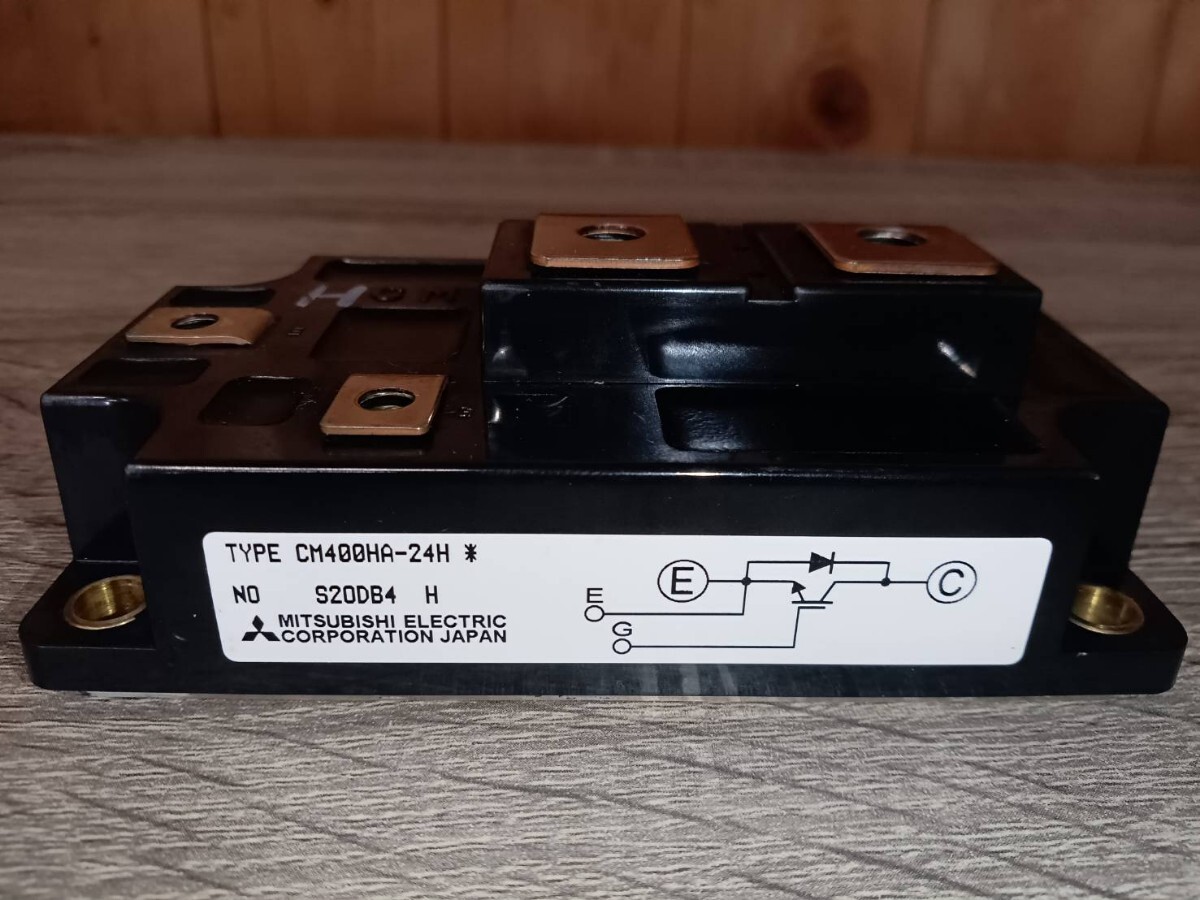 H
TYPE CM400HA-24H *
NO S20DB4 H
MITSUBISHI ELECTRIC
CORPORATION JAPAN
E
G
E
C